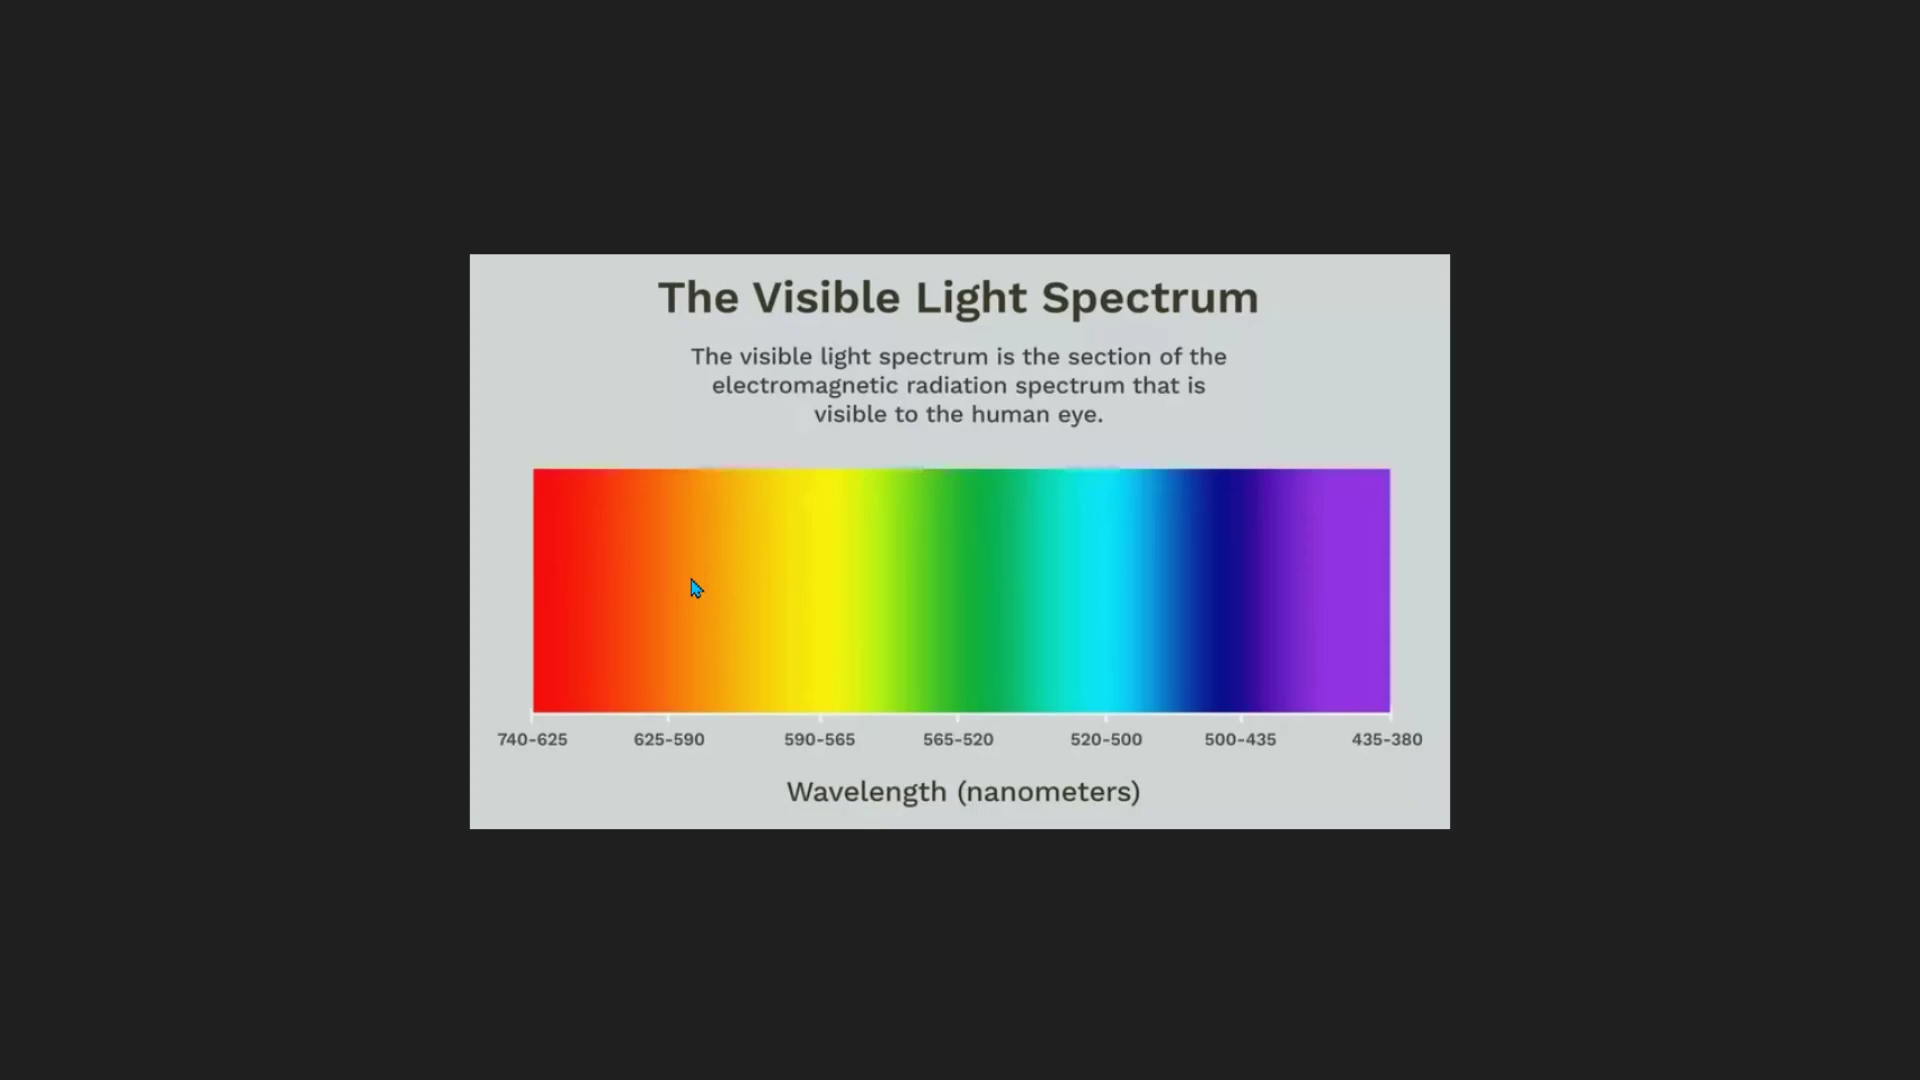 The Visible Light Spectrum
The visible light spectrum is the section of the
electromagnetic radiation spectrum that is
visible to the human eye.
740-625 625-590 590-565 565-520 520-500 500-435 435-380
Wavelength (nanometers)